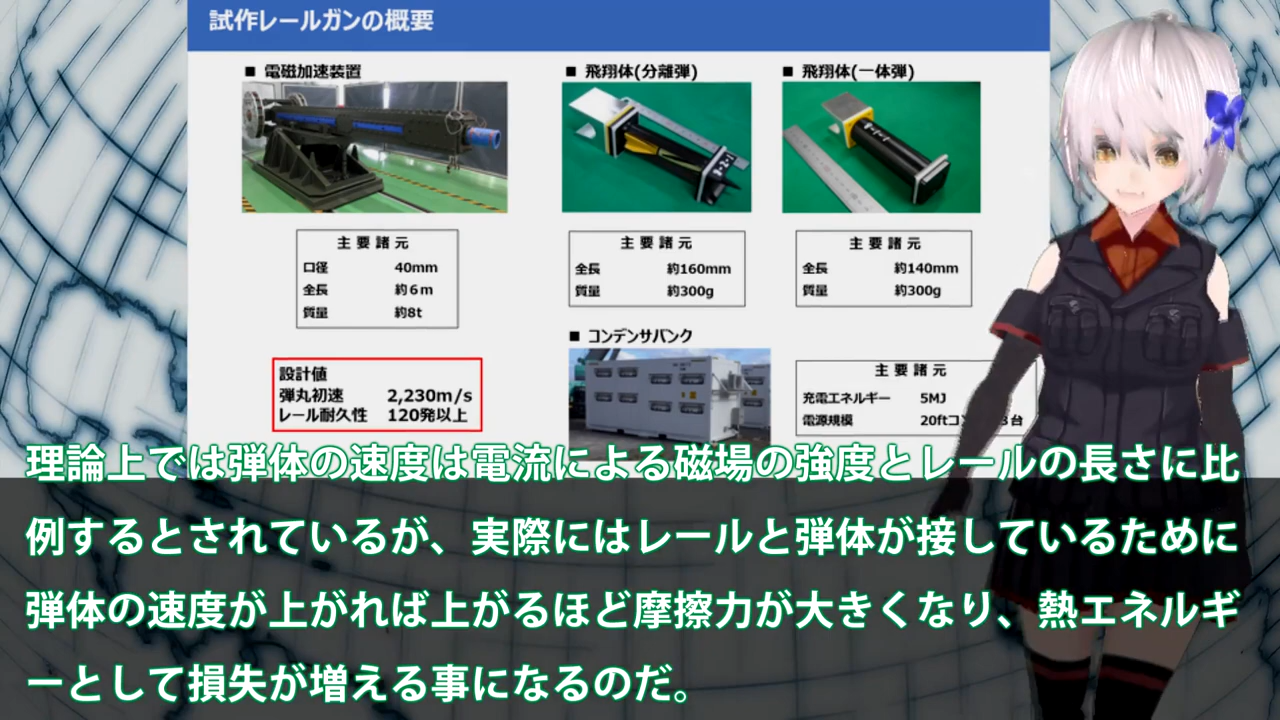 試作レールガンの概要
■ 電磁加速装置
■ 飛翔体(分離弾)
■ 飛翔体(一体弾)
主要諸元
口径 40mm
全長 約6m
質量 約8t
主要諸元
全長 約160mm
質量 約300g
主要諸元
全長 約140mm
質量 約300g
設計値
弾丸初速 2,230m/s
レール耐久性 120発以上
■ コンデンサバンク
主要諸元
充電エネルギー 5MJ
電源規模 20ftコン 3台
理論上では弾体の速度は電流による磁場の強度とレールの長さに比
例するとされているが、実際にはレールと弾体が接しているために
弾体の速度が上がれば上がるほど摩擦力が大きくなり、熱エネルギ
ーとして損失が増える事になるのだ。